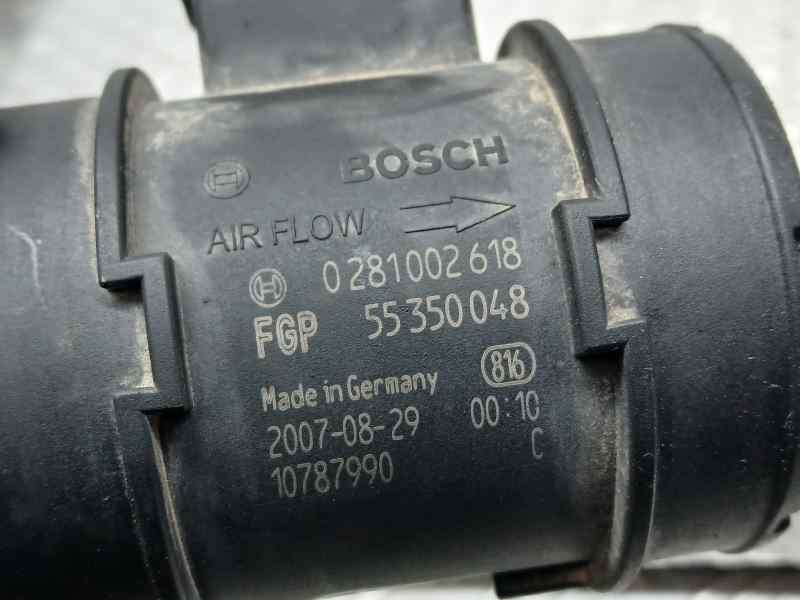 BOSCH
AIR FLOW
0 281 002 618
FGP 55 350 048
Made in Germany 816
2007-08-29 00:10
10787990 C